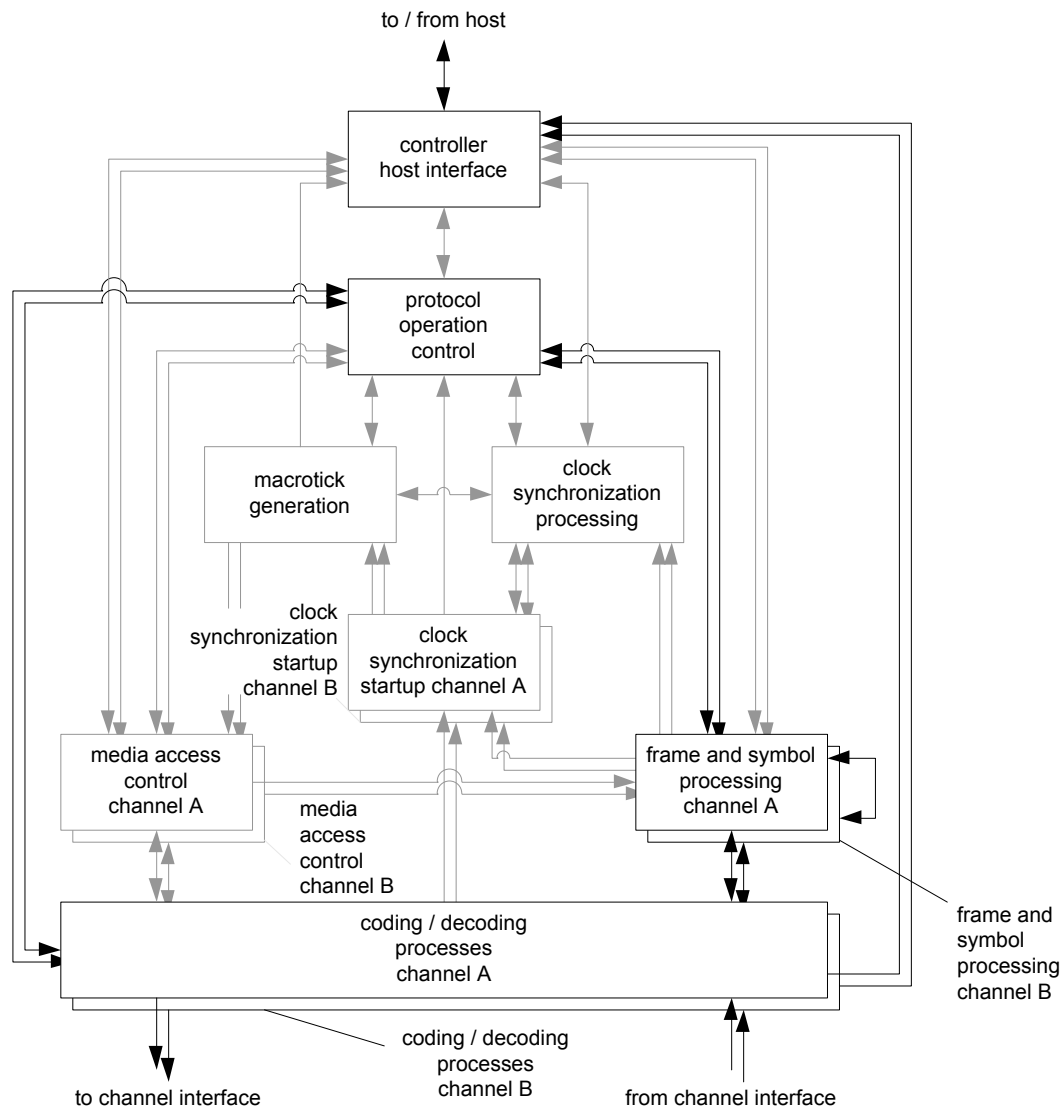 to / from host
controller
host interface
protocol
operation
control
macrotick
generation
clock
synchronization
processing
clock
synchronization
startup
channel B
clock
synchronization
startup channel A
media access
control
channel A
frame and symbol
processing
channel A
media
access
control
channel B
frame and
symbol
processing
channel B
coding / decoding
processes
channel A
coding / decoding
processes
channel B
to channel interface
from channel interface